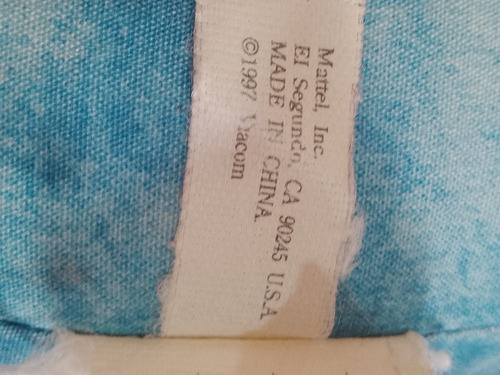 Mattel, Inc.
El Segundo, CA 90245 U.S.A
MADE IN CHINA
©1997 Viacom